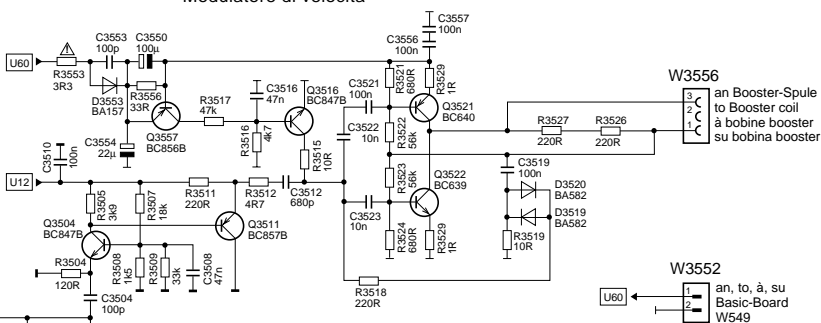 Modulatore di velocità
C3557
100n
C3556
100n
C3553
100p
C3550
100µ
U60
R3553
3R3
D3553
BA157
R3556
33R
Q3557
BC856B
C3554
22µ
R3517
47k
C3516
47n
R3516
4k7
Q3516
BC847B
R3515
10R
C3521
100n
R3521
680R
R3529
1R
Q3521
BC640
C3522
10n
R3522
56k
R3523
56k
Q3522
BC639
C3523
10n
R3524
680R
R3529
1R
R3527
220R
R3526
220R
W3556
3
2
1
an Booster-Spule
to Booster coil
à bobine booster
su bobina booster
C3519
100n
D3520
BA582
D3519
BA582
R3519
10R
C3510
100n
U12
R3505
3k9
R3507
18k
R3511
220R
R3512
4R7
C3512
680p
Q3504
BC847B
Q3511
BC857B
R3504
120R
R3508
1k5
R3509
33k
C3508
47n
C3504
100p
R3518
220R
W3552
U60
1
2
an, to, à, su
Basic-Board
W549